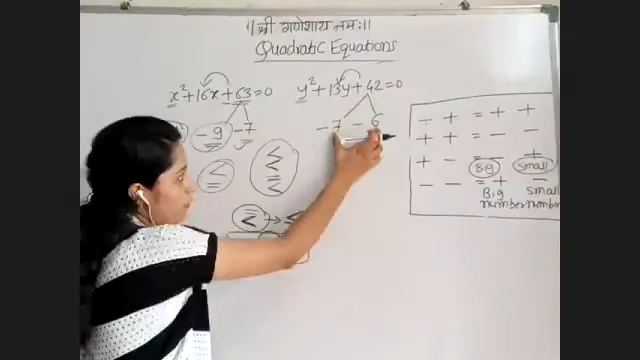 ॥ श्री गणेशाय नमः ॥
Quadratic Equations
x² + 16x + 63 = 0
y² + 13y + 42 = 0
- 9 - 7
- 7 - 6
- + = + +
+ + = - -
+ - = - +
- - = + -
Big Small
Big number
small number
<
<
≤
≤